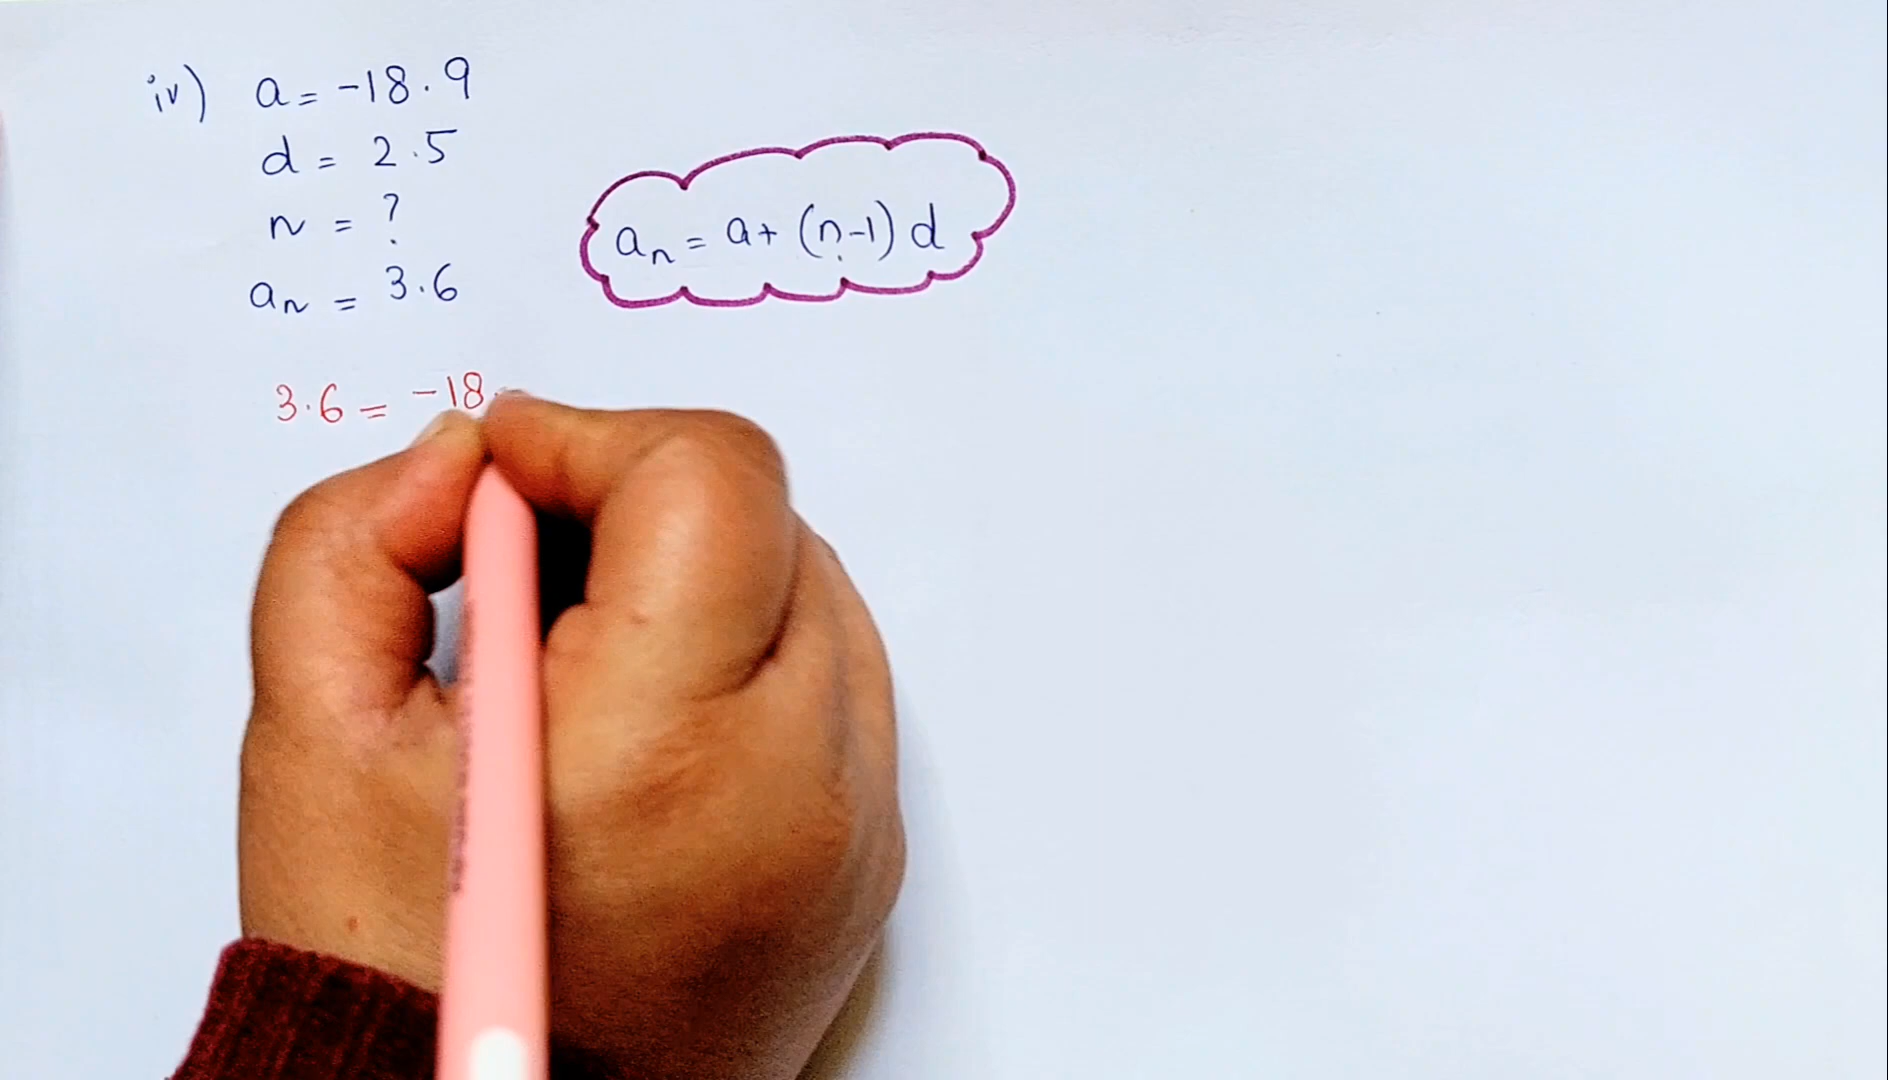 iv) a = -18.9
d = 2.5
n = ?
an = 3.6
an = a + (n-1) d
3.6 = -18.